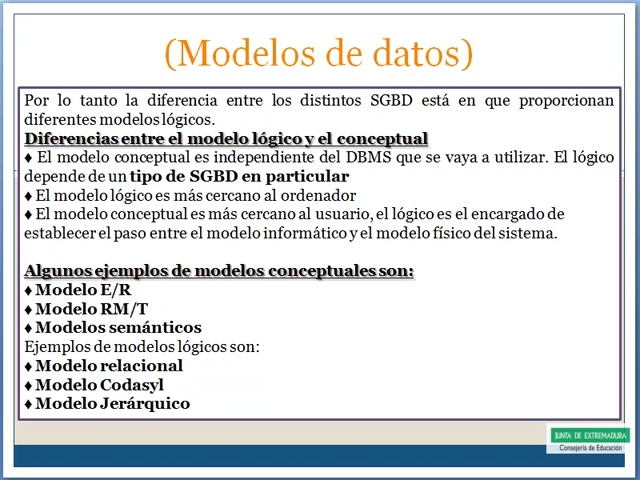 (Modelos de datos)
Por lo tanto la diferencia entre los distintos SGBD está en que proporcionan
diferentes modelos lógicos.
Diferencias entre el modelo lógico y el conceptual
♦ El modelo conceptual es independiente del DBMS que se vaya a utilizar. El lógico
depende de un tipo de SGBD en particular
♦ El modelo lógico es más cercano al ordenador
♦ El modelo conceptual es más cercano al usuario, el lógico es el encargado de
establecer el paso entre el modelo informático y el modelo físico del sistema.
Algunos ejemplos de modelos conceptuales son:
♦ Modelo E/R
♦ Modelo RM/T
♦ Modelos semánticos
Ejemplos de modelos lógicos son:
♦ Modelo relacional
♦ Modelo Codasyl
♦ Modelo Jerárquico
JUNTA DE EXTREMADURA
Consejería de Educación